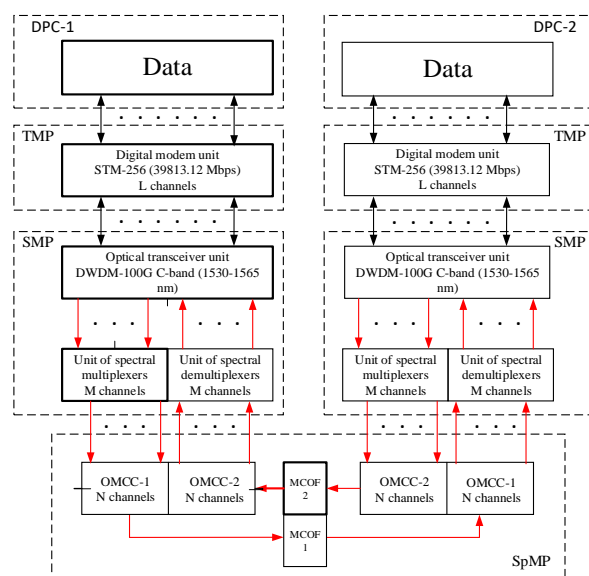 DPC-1
DPC-2
Data
Data
TMP
TMP
Digital modem unit
STM-256 (39813.12 Mbps)
L channels
Digital modem unit
STM-256 (39813.12 Mbps)
L channels
SMP
SMP
Optical transceiver unit
DWDM-100G C-band (1530-1565
nm)
Optical transceiver unit
DWDM-100G C-band (1530-1565
nm)
Unit of spectral
multiplexers
M channels
Unit of spectral
demultiplexers
M channels
Unit of spectral
multiplexers
M channels
Unit of spectral
demultiplexers
M channels
OMCC-1
N channels
OMCC-2
N channels
MCOF
2
OMCC-2
N channels
OMCC-1
N channels
MCOF
1
SpMP